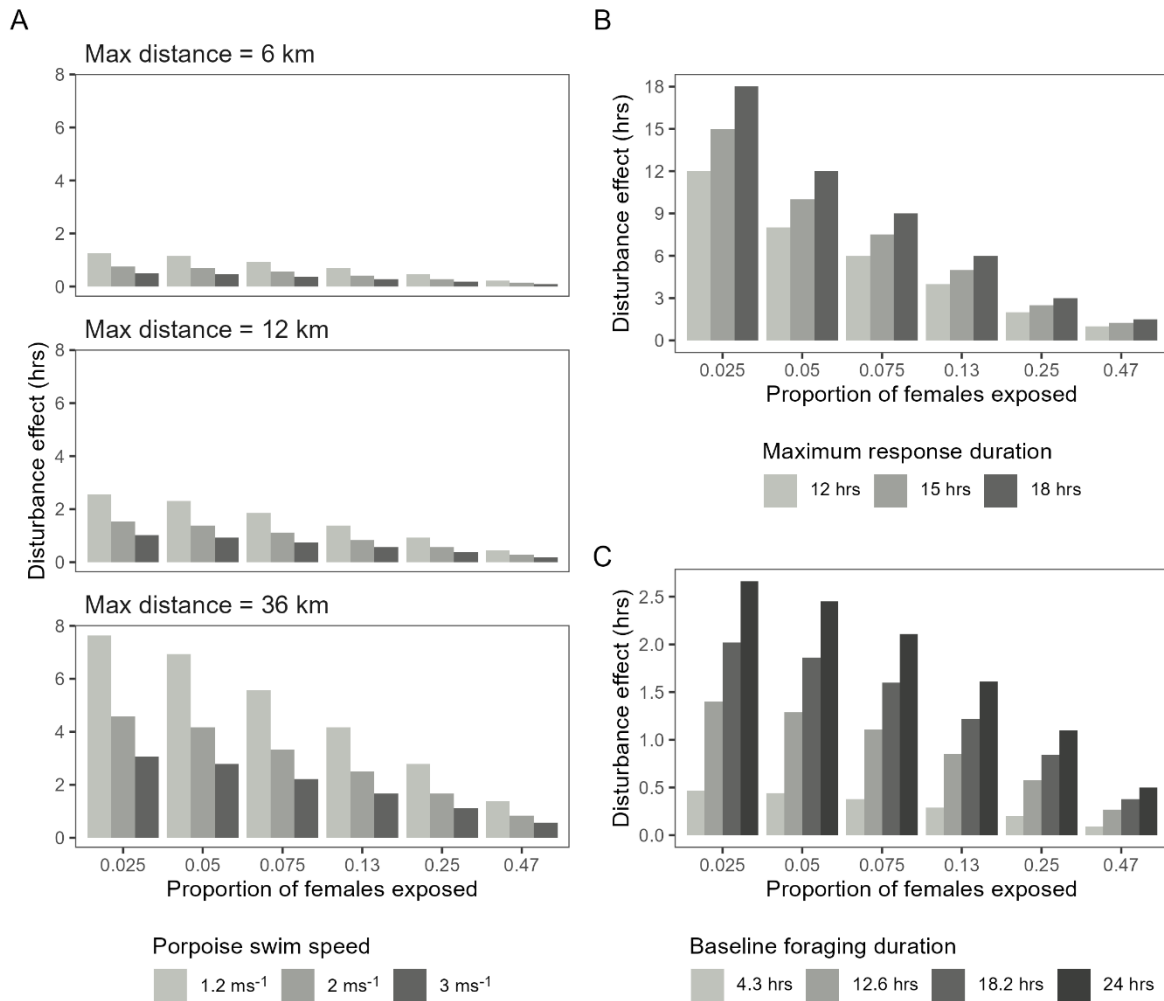 A
Max distance = 6 km
8
6
4
2
0
Max distance = 12 km
8
6
4
2
0
Disturbance effect (hrs)
Max distance = 36 km
8
6
4
2
0
0.025 0.05 0.075 0.13 0.25 0.47
Proportion of females exposed
Porpoise swim speed
1.2 ms⁻¹ 2 ms⁻¹ 3 ms⁻¹
B
18
15
12
9
6
3
0
Disturbance effect (hrs)
0.025 0.05 0.075 0.13 0.25 0.47
Proportion of females exposed
Maximum response duration
12 hrs 15 hrs 18 hrs
C
2.5
2.0
1.5
1.0
0.5
0.0
Disturbance effect (hrs)
0.025 0.05 0.075 0.13 0.25 0.47
Proportion of females exposed
Baseline foraging duration
4.3 hrs 12.6 hrs 18.2 hrs 24 hrs